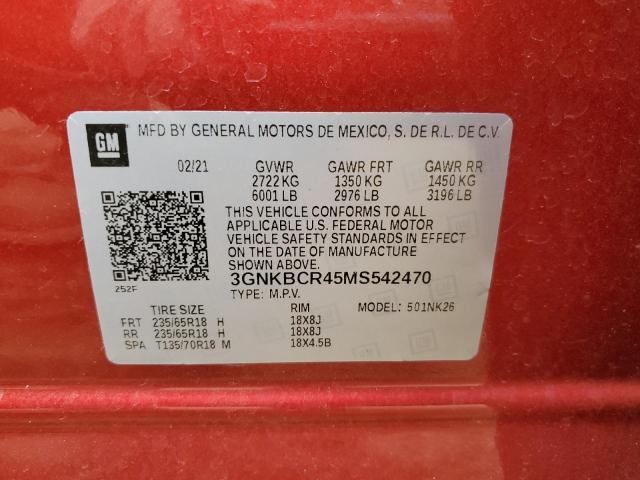 GM
MFD BY GENERAL MOTORS DE MEXICO, S. DE R.L. DE C.V.
02/21 GVWR GAWR FRT GAWR RR
2722 KG 1350 KG 1450 KG
6001 LB 2976 LB 3196 LB
THIS VEHICLE CONFORMS TO ALL
APPLICABLE U.S. FEDERAL MOTOR
VEHICLE SAFETY STANDARDS IN EFFECT
ON THE DATE OF MANUFACTURE
SHOWN ABOVE.
252F 3GNKBCR45MS542470
TYPE: M.P.V.
TIRE SIZE RIM MODEL: 501NK26
FRT 235/65R18 H 18X8J
RR 235/65R18 H 18X8J
SPA T135/70R18 M 18X4.5B